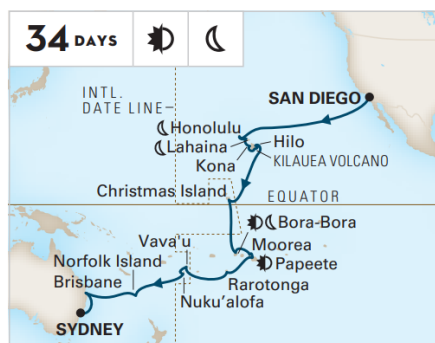 34 DAYS
INTL.
DATE LINE
SAN DIEGO
Honolulu
Lahaina
Hilo
Kona
KILAUEA VOLCANO
Christmas Island
EQUATOR
Bora-Bora
Vava'u
Moorea
Norfolk Island
Papeete
Brisbane
Rarotonga
Nuku'alofa
SYDNEY